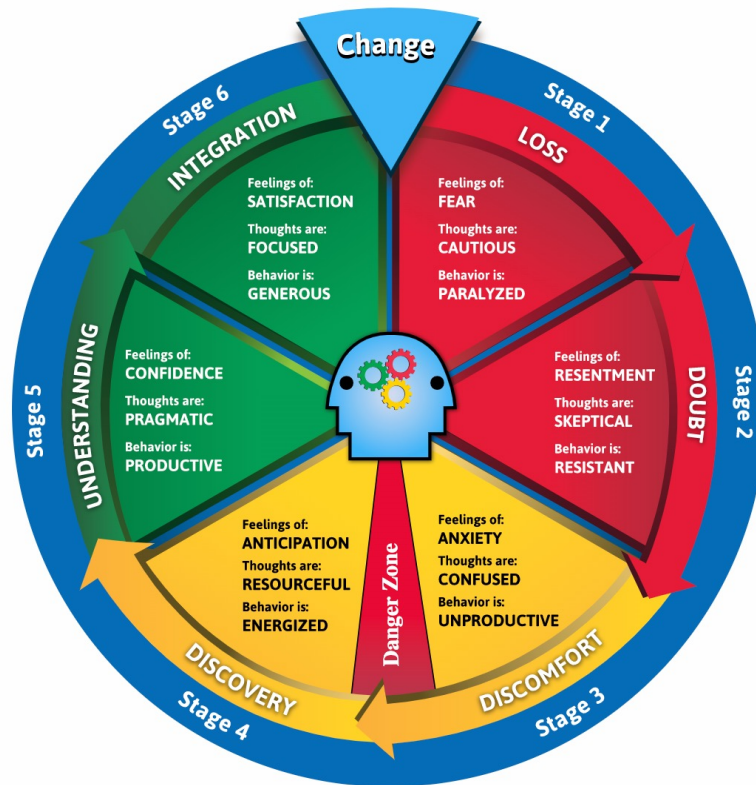 Change
Stage 1
LOSS
Feelings of:
FEAR
Thoughts are:
CAUTIOUS
Behavior is:
PARALYZED
Stage 2
DOUBT
Feelings of:
RESENTMENT
Thoughts are:
SKEPTICAL
Behavior is:
RESISTANT
Stage 3
DISCOMFORT
Feelings of:
ANXIETY
Thoughts are:
CONFUSED
Behavior is:
UNPRODUCTIVE
Danger Zone
Stage 4
DISCOVERY
Feelings of:
ANTICIPATION
Thoughts are:
RESOURCEFUL
Behavior is:
ENERGIZED
Stage 5
UNDERSTANDING
Feelings of:
CONFIDENCE
Thoughts are:
PRAGMATIC
Behavior is:
PRODUCTIVE
Stage 6
INTEGRATION
Feelings of:
SATISFACTION
Thoughts are:
FOCUSED
Behavior is:
GENEROUS